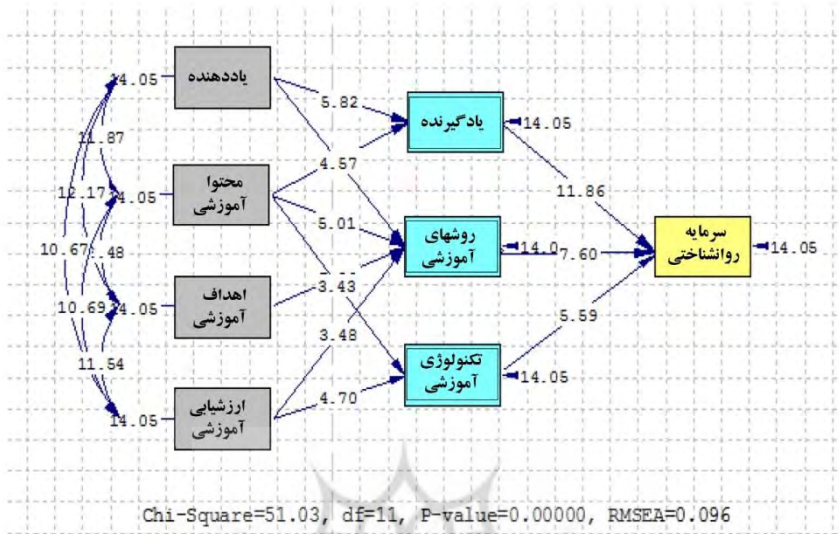 یاددهنده
محتوا
آموزشی
اهداف
آموزشی
ارزشیابی
آموزشی
یادگیرنده
روشهای
آموزشی
تکنولوژی
آموزشی
سرمایه
روانشناختی
14.05
14.05
14.05
14.05
11.87
12.17
10.67
.48
10.69
11.54
5.82
4.57
5.01
3.43
3.48
4.70
14.05
14.0
14.05
11.86
7.60
5.59
14.05
Chi-Square=51.03, df=11, P-value=0.00000, RMSEA=0.096